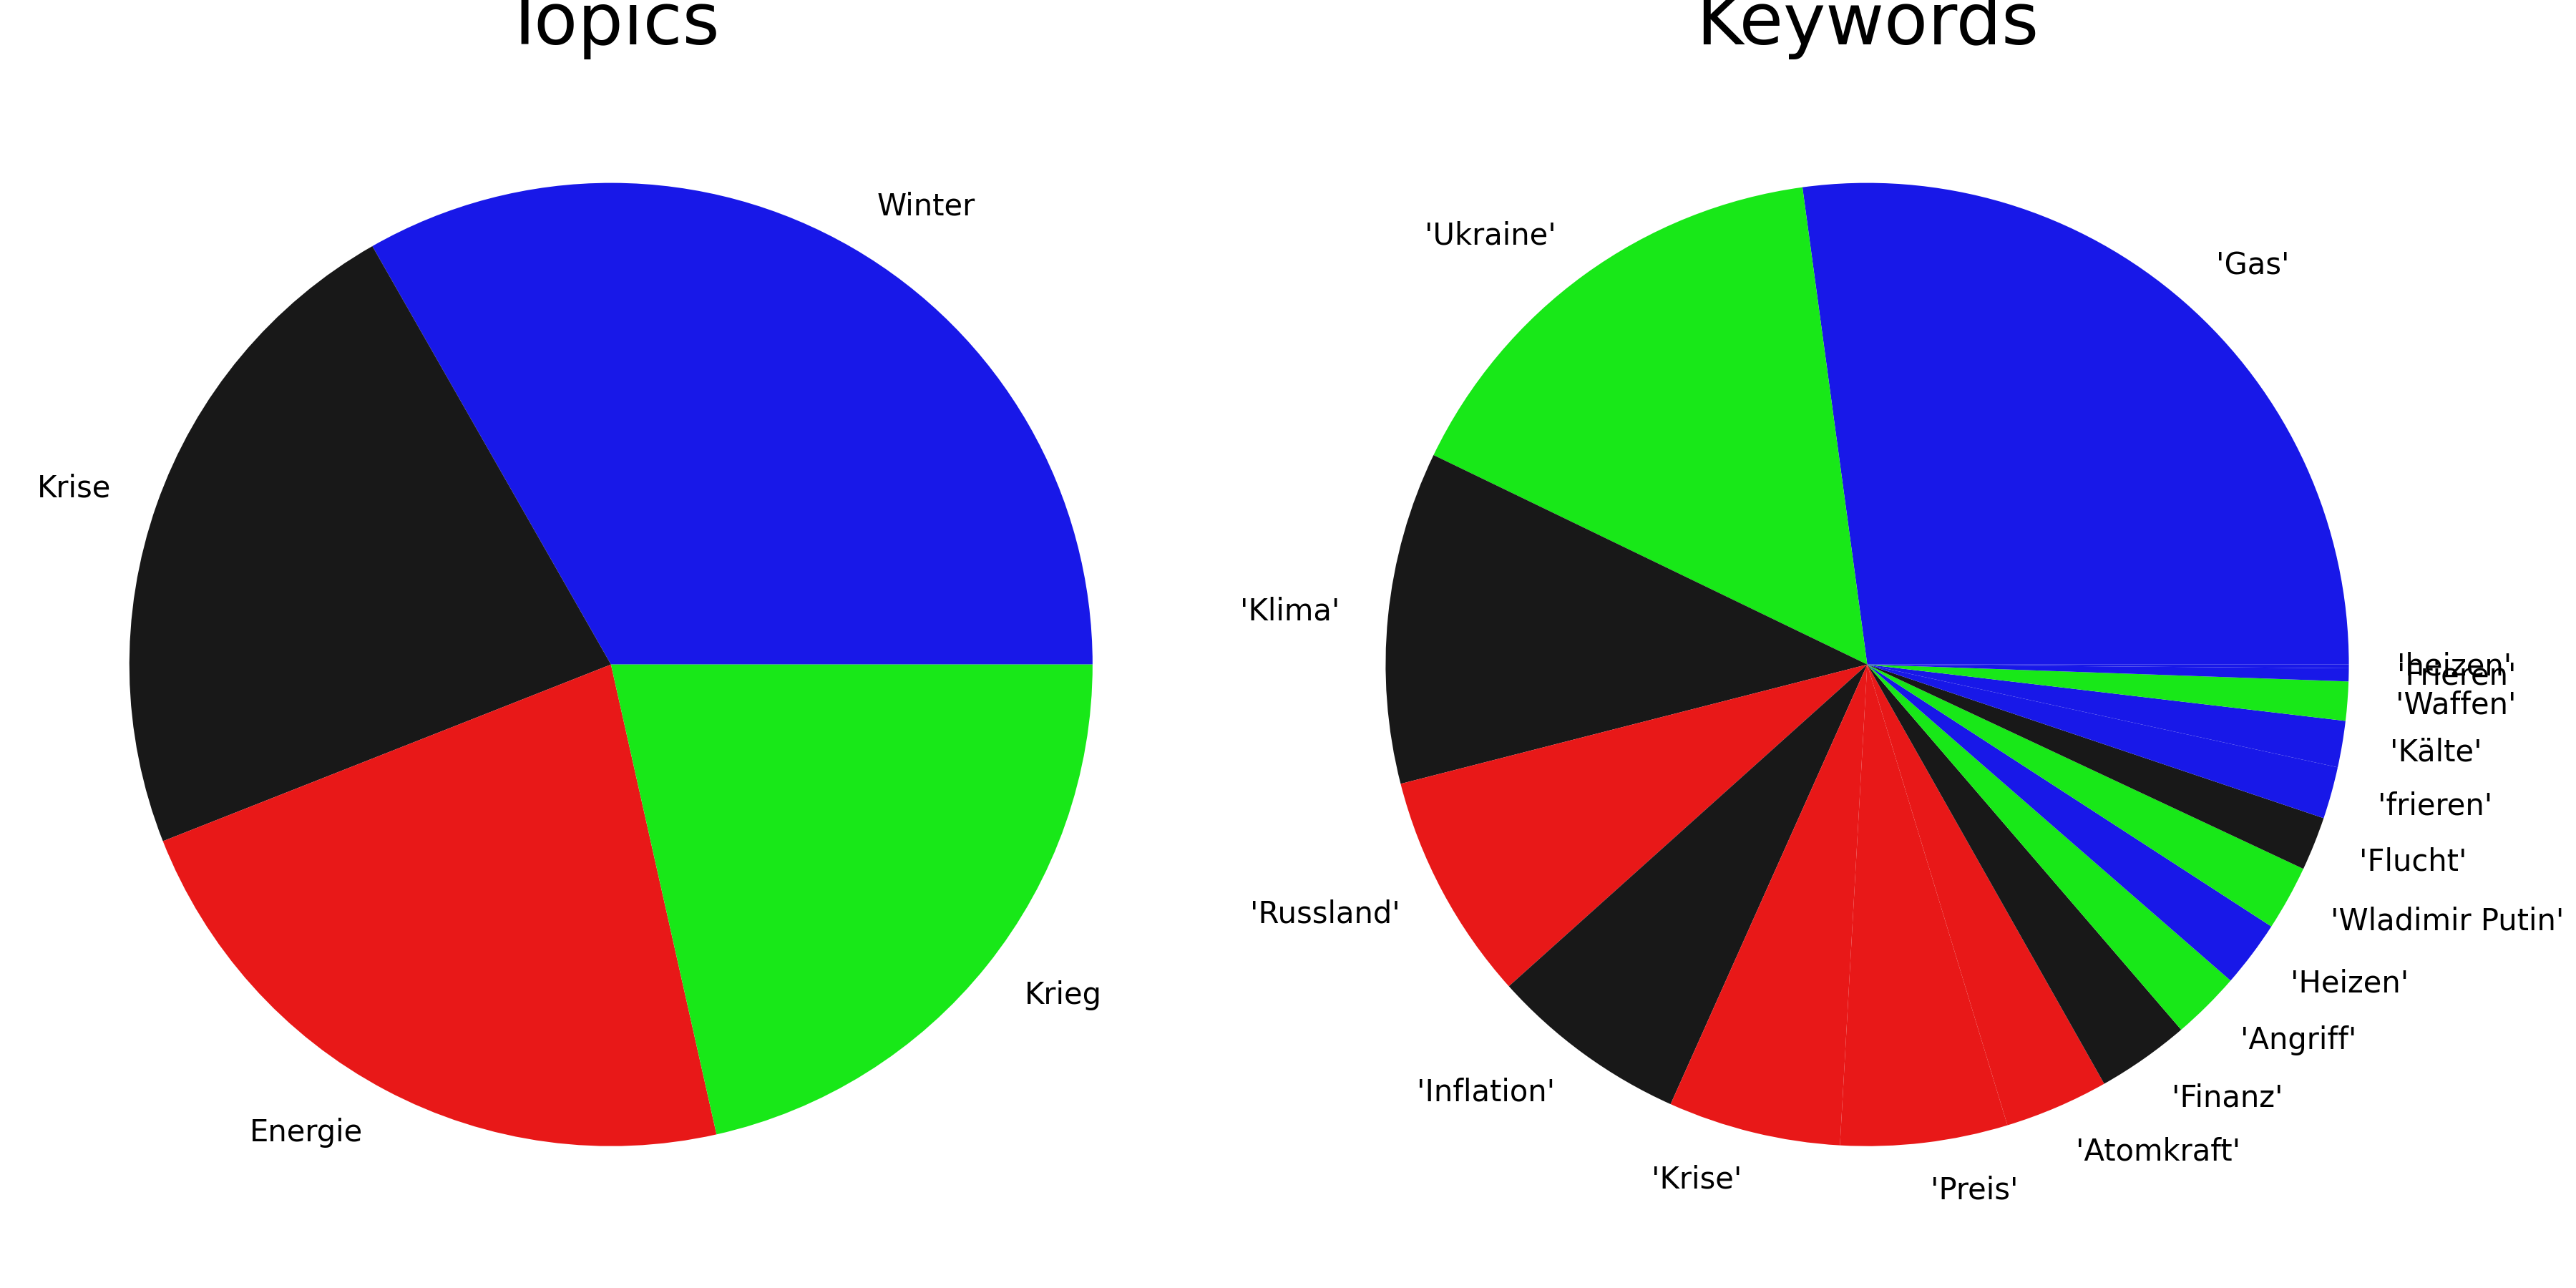 Topics
Keywords
Winter
Krise
Energie
Krieg
'Gas'
'Ukraine'
'Klima'
'Russland'
'Inflation'
'Krise'
'Preis'
'Atomkraft'
'Finanz'
'Angriff'
'Heizen'
'Wladimir Putin'
'Flucht'
'frieren'
'Kälte'
'Waffen'
'Frieren'
'heizen'